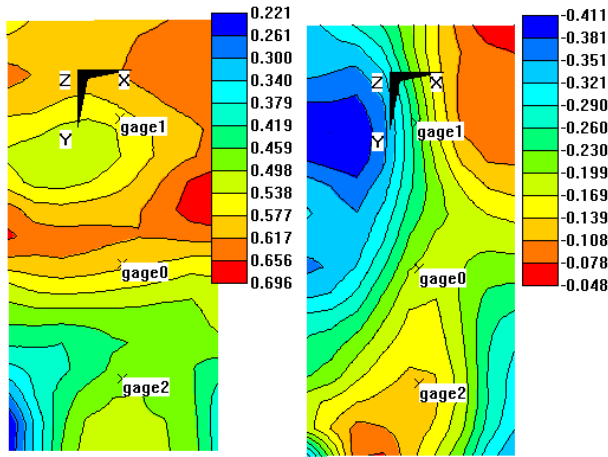 0.221
0.261
0.300
0.340
0.379
0.419
0.459
0.498
0.538
0.577
0.617
0.656
0.696
Z
X
Y
gage1
gage0
gage2
-0.411
-0.381
-0.351
-0.321
-0.290
-0.260
-0.230
-0.199
-0.169
-0.139
-0.108
-0.078
-0.048
Z
X
Y
gage1
gage0
gage2